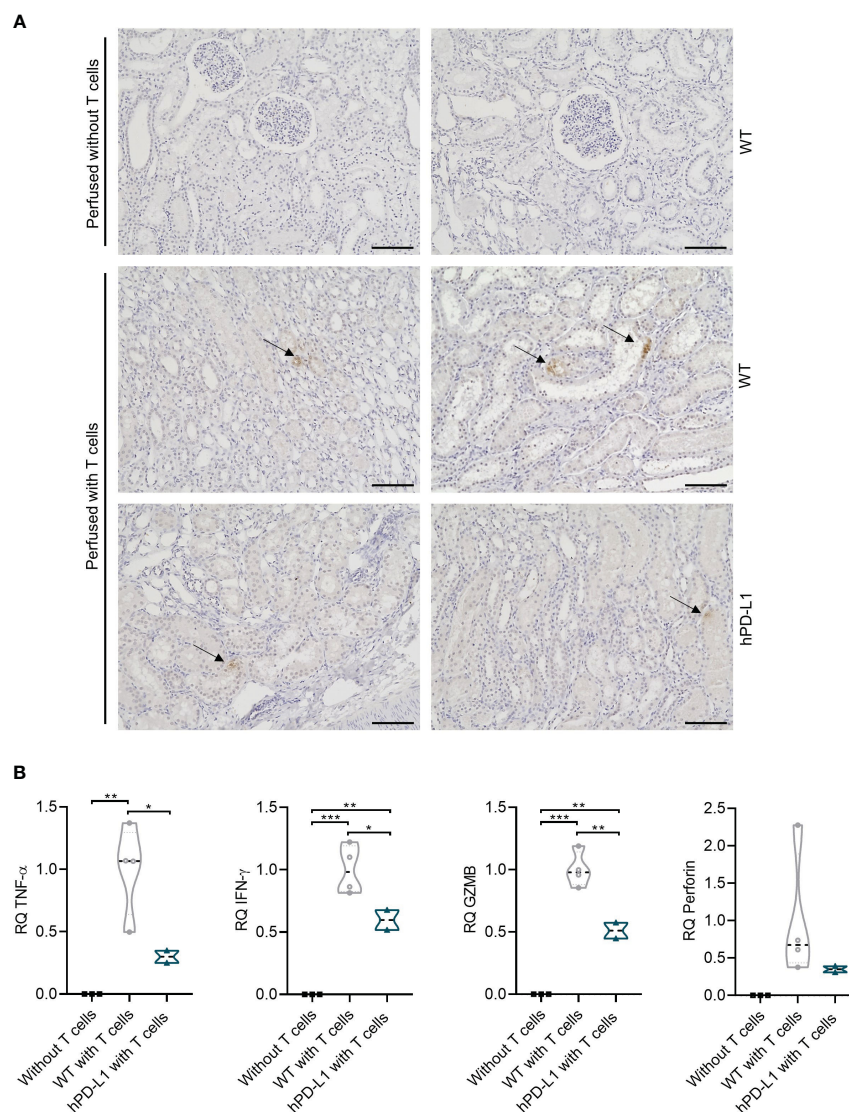 A
Perfused without T cells
WT
Perfused with T cells
WT
hPD-L1
B
RQ TNF-α
1.5
1.0
0.5
0.0
**
*
Without T cells
WT with T cells
hPD-L1 with T cells
RQ IFN-γ
1.5
1.0
0.5
0.0
**
***
*
Without T cells
WT with T cells
hPD-L1 with T cells
RQ GZMB
1.5
1.0
0.5
0.0
**
***
**
Without T cells
WT with T cells
hPD-L1 with T cells
RQ Perforin
2.5
2.0
1.5
1.0
0.5
0.0
Without T cells
WT with T cells
hPD-L1 with T cells